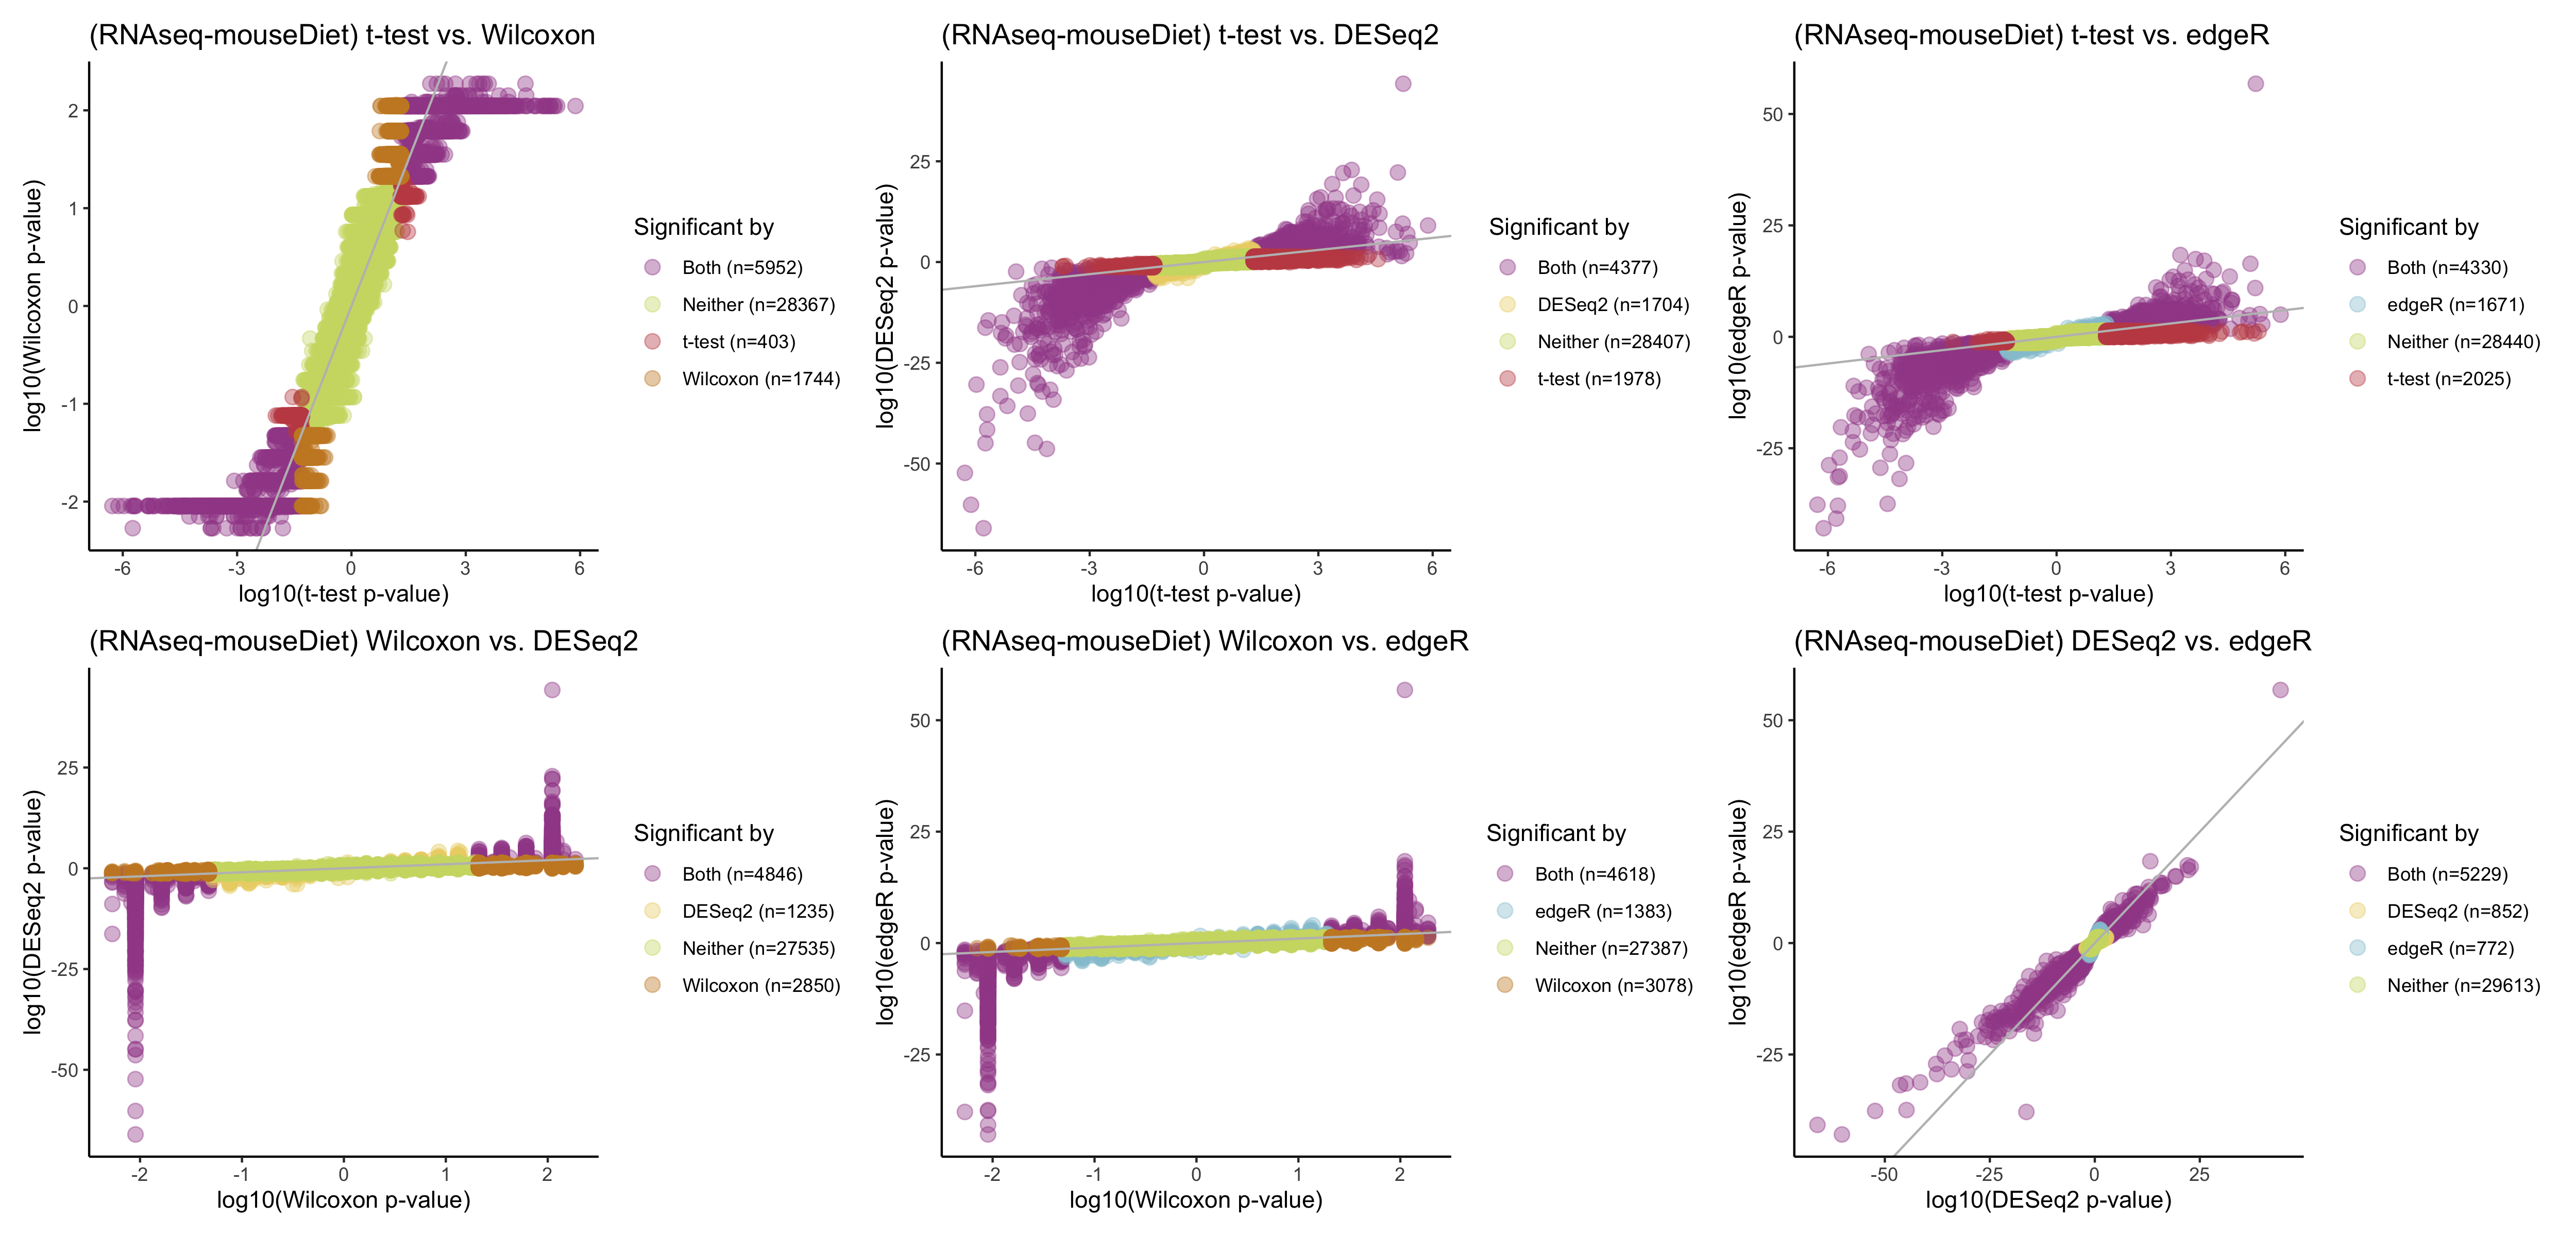 (RNAseq-mouseDiet) t-test vs. Wilcoxon
log10(Wilcoxon p-value)
2
1
0
-1
-2
-6
-3
0
3
6
log10(t-test p-value)
Significant by
Both (n=5952)
Neither (n=28367)
t-test (n=403)
Wilcoxon (n=1744)
(RNAseq-mouseDiet) t-test vs. DESeq2
log10(DESeq2 p-value)
25
0
-25
-50
-6
-3
0
3
6
log10(t-test p-value)
Significant by
Both (n=4377)
DESeq2 (n=1704)
Neither (n=28407)
t-test (n=1978)
(RNAseq-mouseDiet) t-test vs. edgeR
log10(edgeR p-value)
50
25
0
-25
-6
-3
0
3
6
log10(t-test p-value)
Significant by
Both (n=4330)
edgeR (n=1671)
Neither (n=28440)
t-test (n=2025)
(RNAseq-mouseDiet) Wilcoxon vs. DESeq2
log10(DESeq2 p-value)
25
0
-25
-50
-2
-1
0
1
2
log10(Wilcoxon p-value)
Significant by
Both (n=4846)
DESeq2 (n=1235)
Neither (n=27535)
Wilcoxon (n=2850)
(RNAseq-mouseDiet) Wilcoxon vs. edgeR
log10(edgeR p-value)
50
25
0
-25
-2
-1
0
1
2
log10(Wilcoxon p-value)
Significant by
Both (n=4618)
edgeR (n=1383)
Neither (n=27387)
Wilcoxon (n=3078)
(RNAseq-mouseDiet) DESeq2 vs. edgeR
log10(edgeR p-value)
50
25
0
-25
-50
-25
0
25
log10(DESeq2 p-value)
Significant by
Both (n=5229)
DESeq2 (n=852)
edgeR (n=772)
Neither (n=29613)